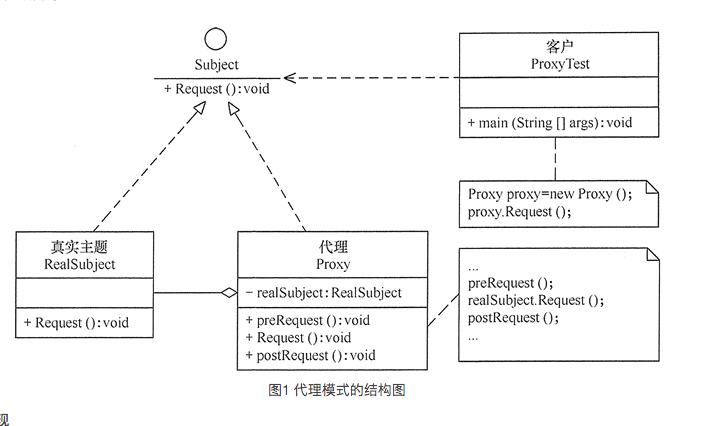 Subject
+ Request ():void
客户
ProxyTest
+ main (String [] args):void
Proxy proxy=new Proxy ();
proxy.Request ();
真实主题
RealSubject
+ Request ():void
代理
Proxy
− realSubject:RealSubject
+ preRequest ():void
+ Request ():void
+ postRequest ():void
...
preRequest ();
realSubject.Request ();
postRequest ();
...
图1 代理模式的结构图
现